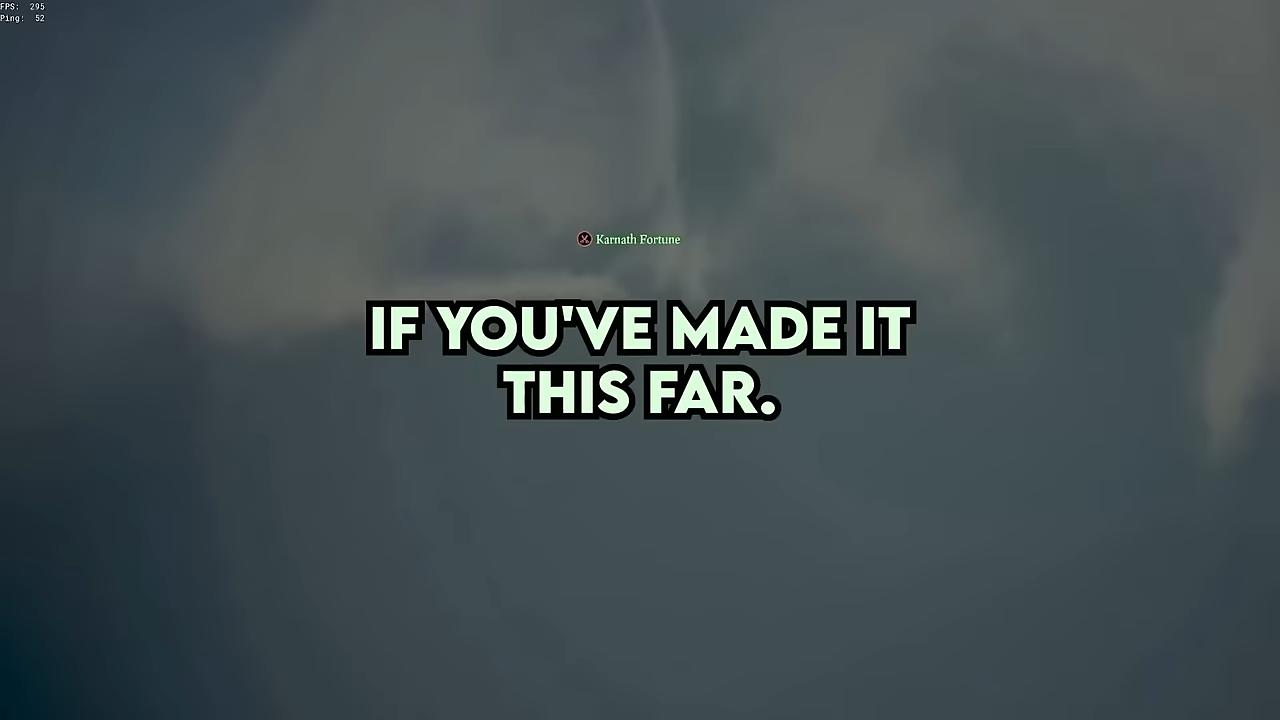 FPS: 295
Ping: 52
Karnath Fortune
IF YOU'VE MADE IT
THIS FAR.